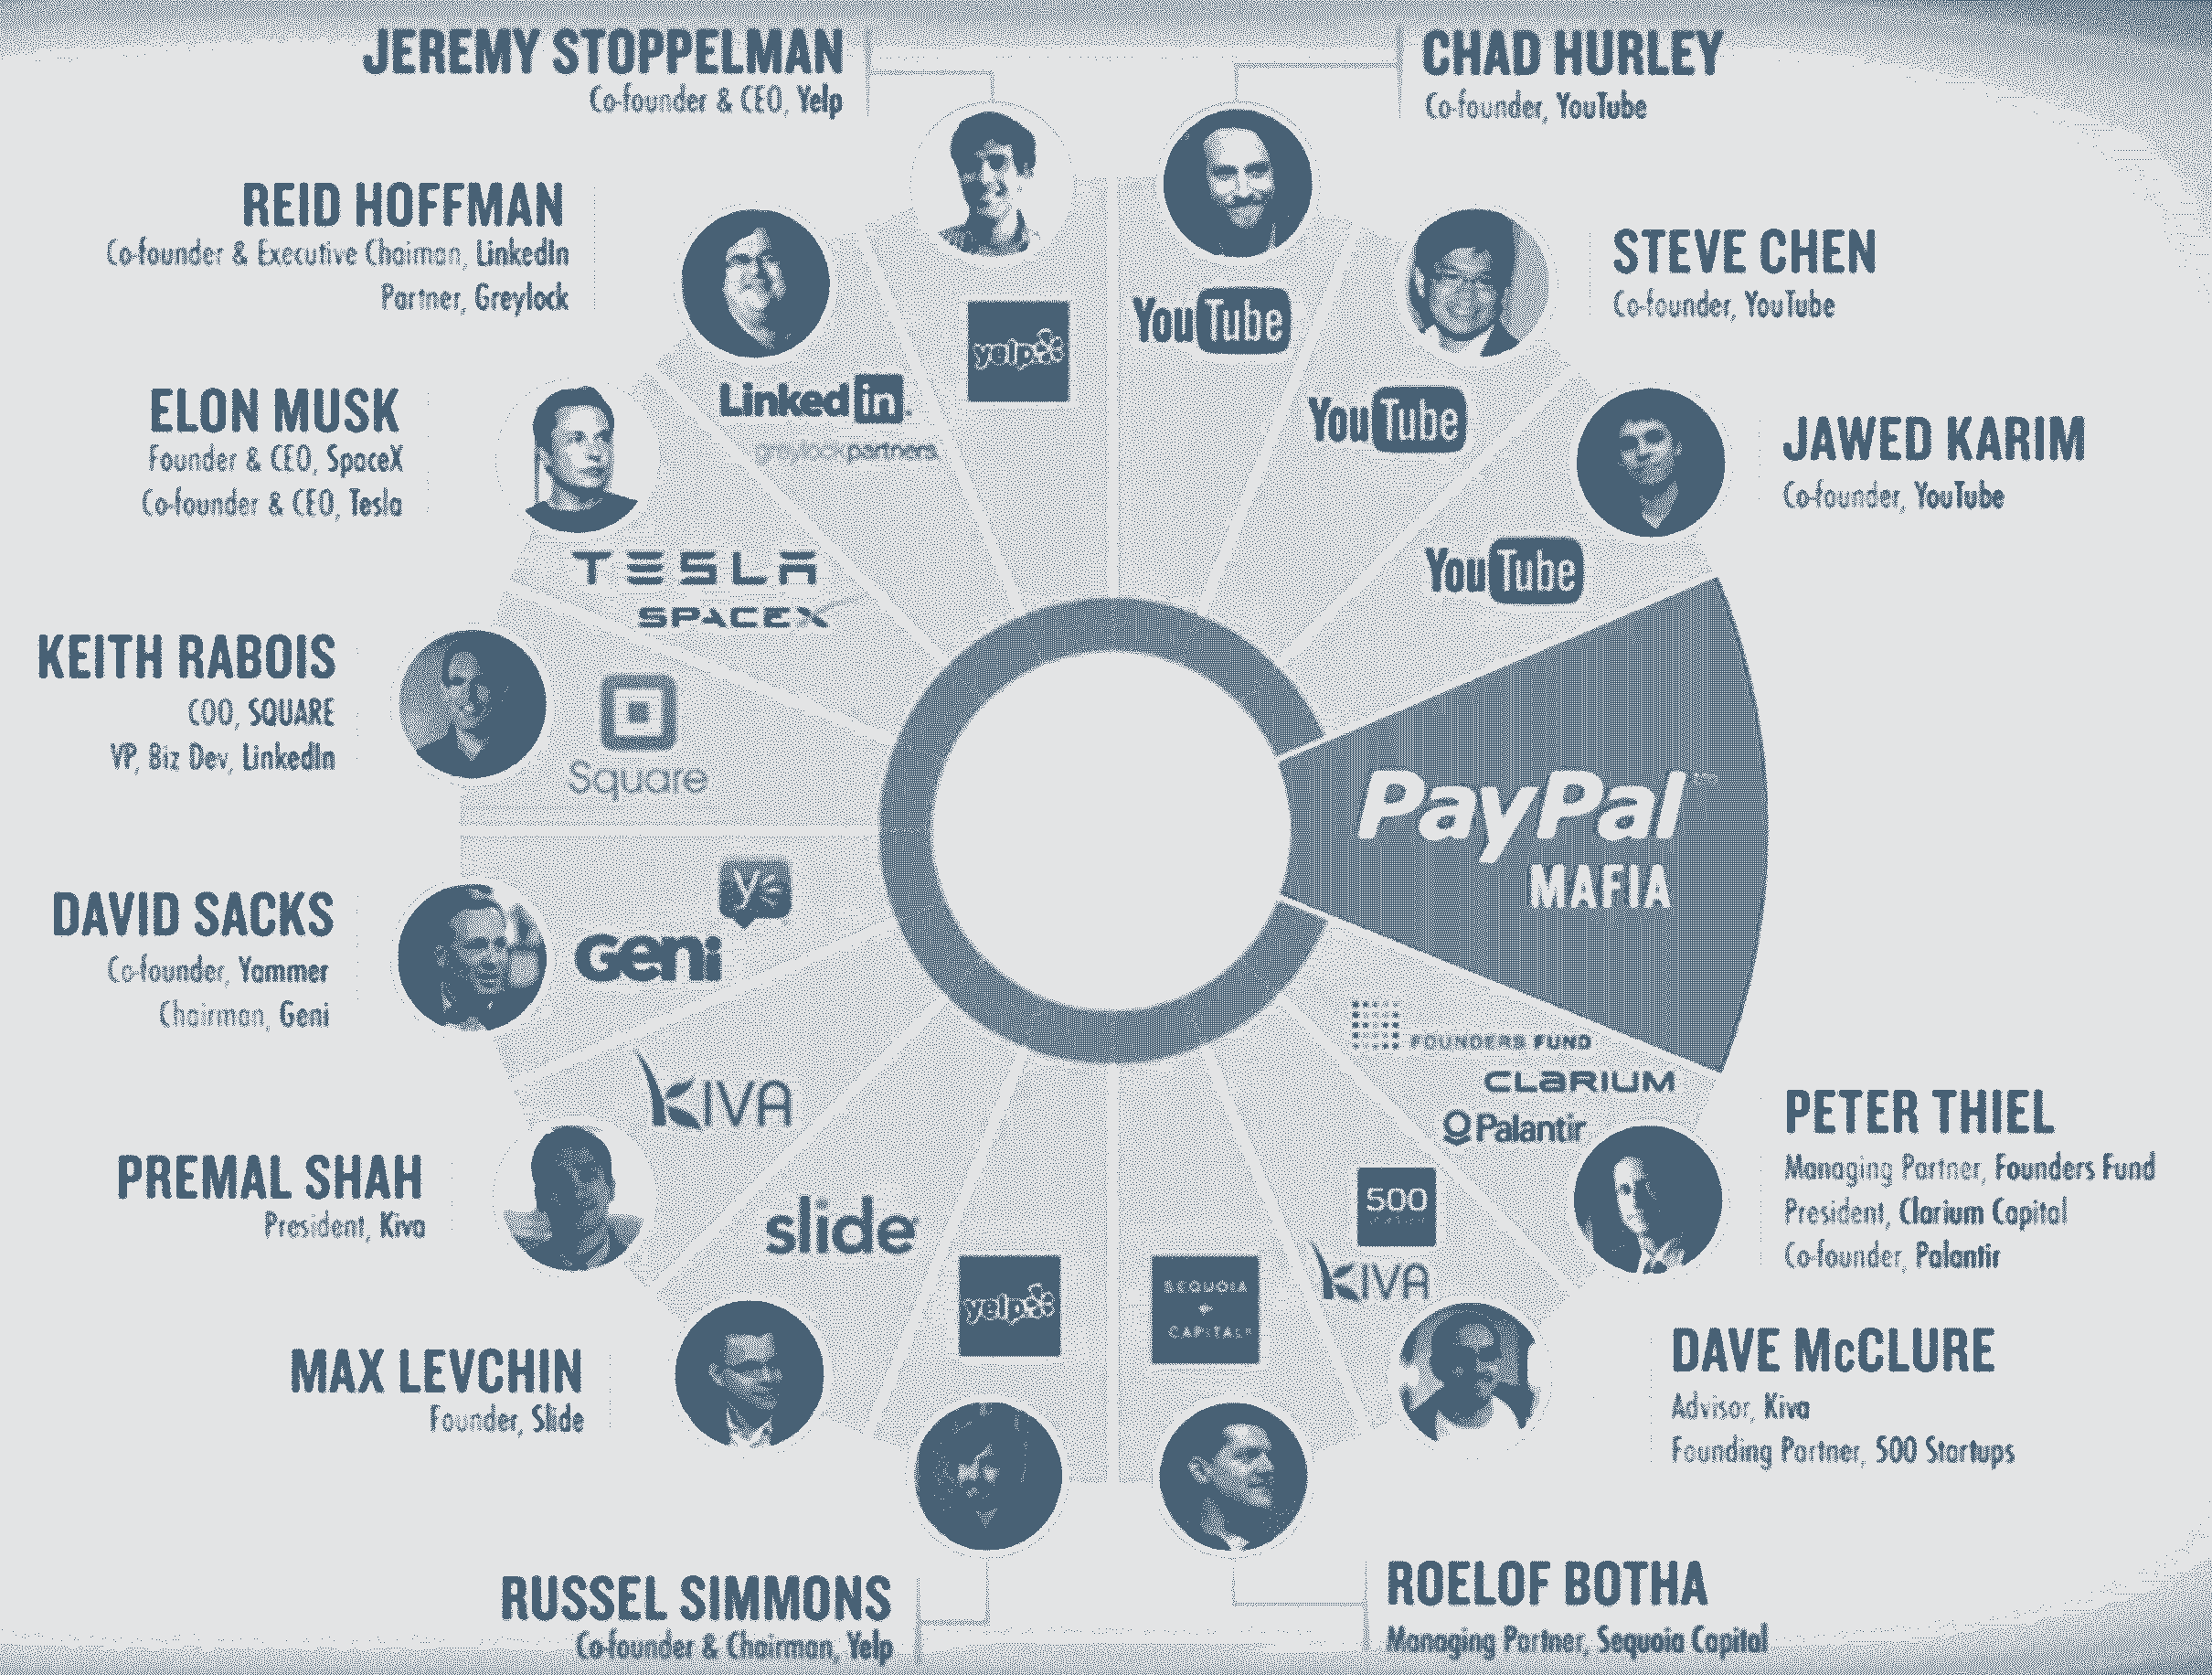 JEREMY STOPPELMAN
Co-founder & CEO, Yelp
CHAD HURLEY
Co-founder, YouTube
REID HOFFMAN
Co-founder & Executive Chaiman, LinkedIn
Partner, Greylock
STEVE CHEN
Co-founder, YouTube
yelp
YouTube
LinkedIn
greylockpartners
YouTube
ELON MUSK
Founder & CEO, SpaceX
Co-founder & CEO, Tesla
JAWED KARIM
Co-founder, YouTube
TESLA
SPACEX
YouTube
KEITH RABOIS
COO, SQUARE
VP, Biz Dev, LinkedIn
Square
PayPal
MAFIA
DAVID SACKS
Co-founder, Yammer
Chairman, Geni
y
Geni
FOUNDERS FUND
CLARIUM
Palantir
KIVA
PREMAL SHAH
President, Kiva
PETER THIEL
Managing Partner, Founders Fund
President, Clarium Capital
Co-founder, Palantir
slide
500
KIVA
yelp
SEQUOIA
CAPITAL
MAX LEVCHIN
Founder, Slide
DAVE McCLURE
Advisor, Kiva
Founding Partner, 500 Startups
RUSSEL SIMMONS
Co-founder & Chairman, Yelp
ROELOF BOTHA
Managing Partner, Sequoia Capital